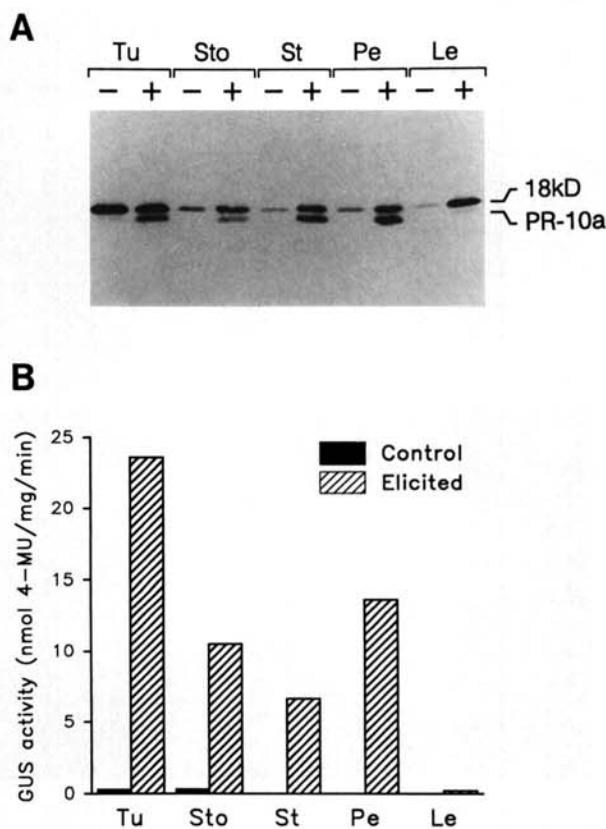 A
Tu Sto St Pe Le
− + − + − + − + − +
18kD
PR-10a
B
GUS activity (nmol 4-MU/mg/min)
25
20
15
10
5
0
Control
Elicited
Tu Sto St Pe Le